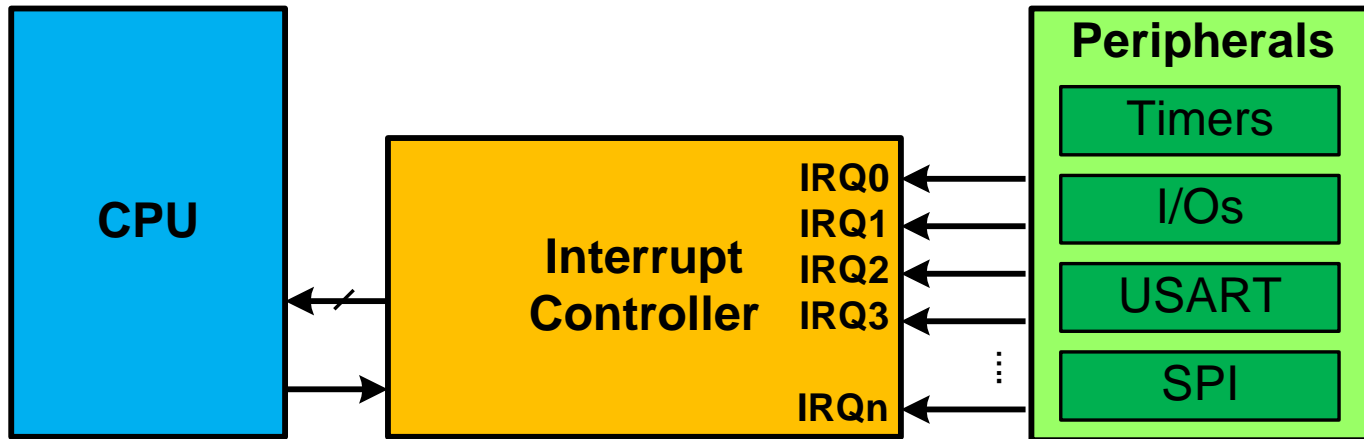 CPU
Interrupt
Controller
IRQ0
IRQ1
IRQ2
IRQ3
IRQn
Peripherals
Timers
I/Os
USART
SPI